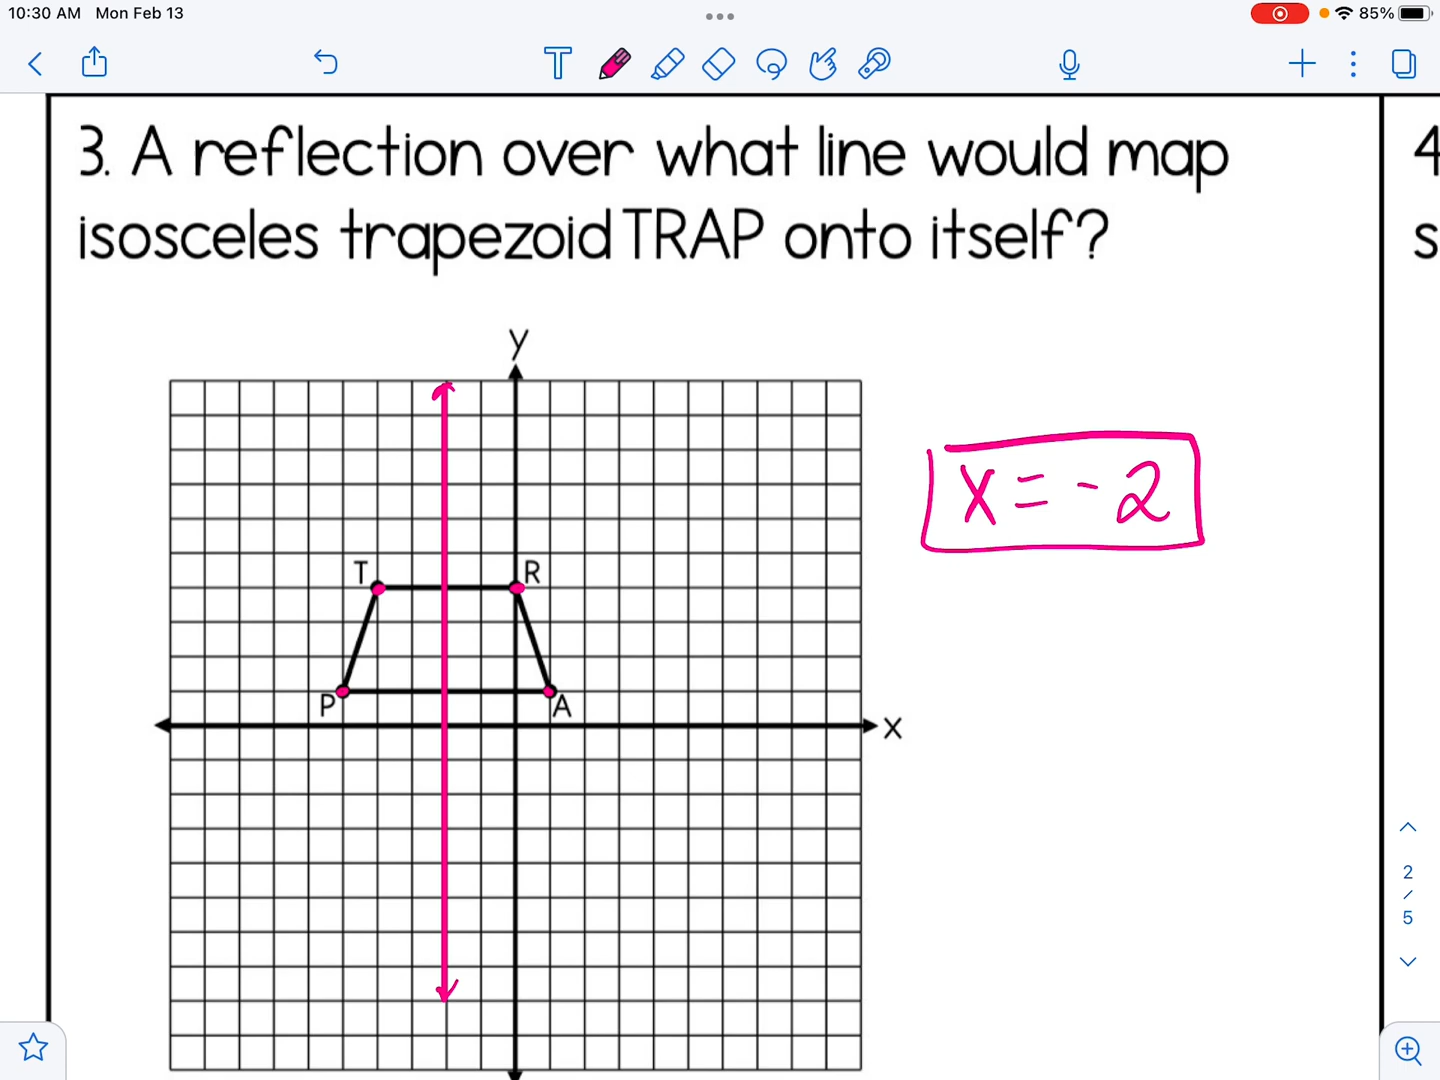 10:30 AM Mon Feb 13
85%
T
3. A reflection over what line would map
isosceles trapezoid TRAP onto itself?
4
s
y
x = -2
T R
P A
x
2
/
5